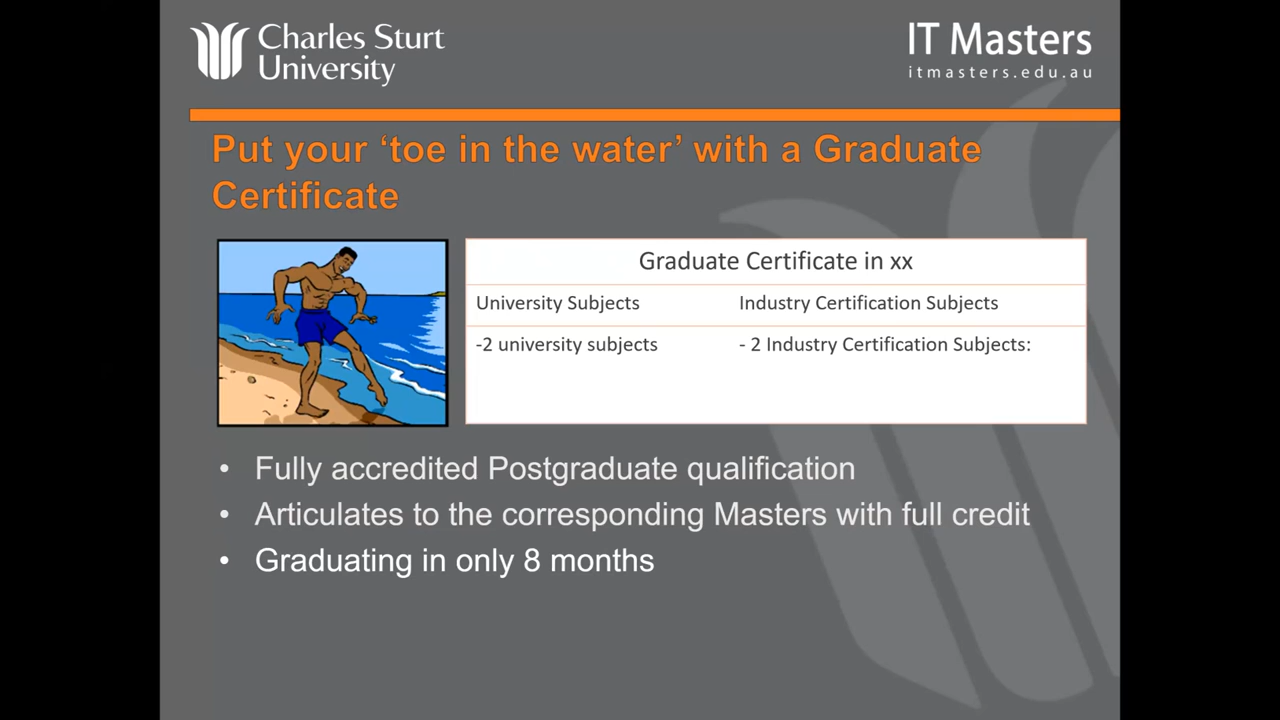 Charles Sturt
University
IT Masters
itmasters.edu.au
Put your ‘toe in the water’ with a Graduate
Certificate
Graduate Certificate in xx
University Subjects
Industry Certification Subjects
-2 university subjects
- 2 Industry Certification Subjects:
• Fully accredited Postgraduate qualification
• Articulates to the corresponding Masters with full credit
• Graduating in only 8 months